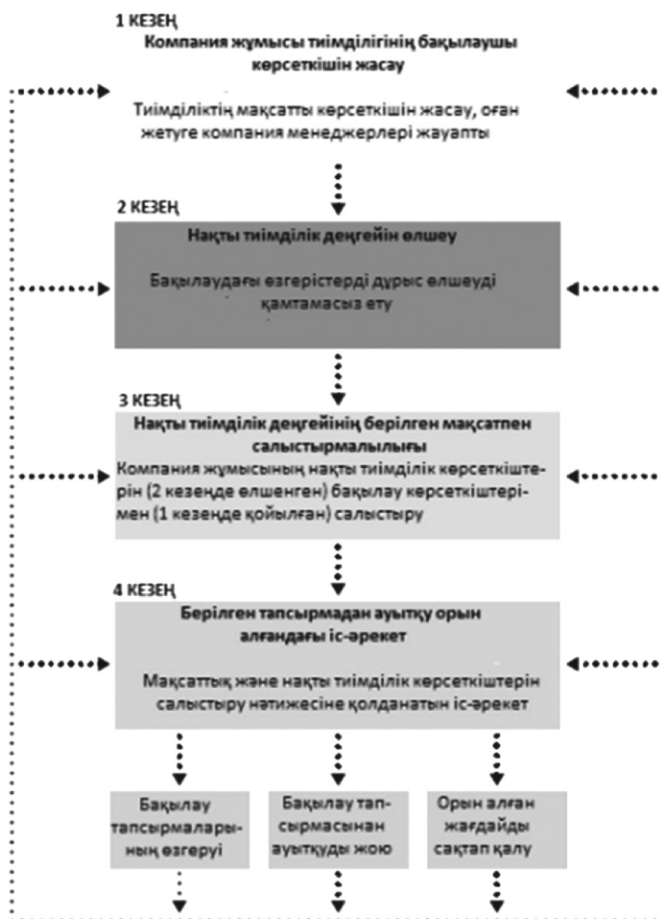 1 КЕЗЕҢ
Компания жұмысы тиімділігінің бақылаушы
көрсеткішін жасау
Тиімділіктің мақсатты көрсеткішін жасау, оған
жетуге компания менеджерлері жауапты
2 КЕЗЕҢ
Нақты тиімділік деңгейін өлшеу
Бақылаудағы өзгерістерді дұрыс өлшеуді
қамтамасыз ету
3 КЕЗЕҢ
Нақты тиімділік деңгейінің берілген мақсатпен
салыстырмалылығы
Компания жұмысының нақты тиімділік көрсеткіште-
рін (2 кезеңде өлшенген) бақылау көрсеткіштері-
мен (1 кезеңде қойылған) салыстыру
4 КЕЗЕҢ
Берілген тапсырмадан ауытқу орын
алғандағы іс-әрекет
Мақсаттық және нақты тиімділік көрсеткіштерін
салыстыру нәтижесіне қолданатын іс-әрекет
Бақылау
тапсырмалары-
ның өзгеруі
Бақылау тап-
сырмасынан
ауытқуды жою
Орын алған
жағдайды
сақтап қалу